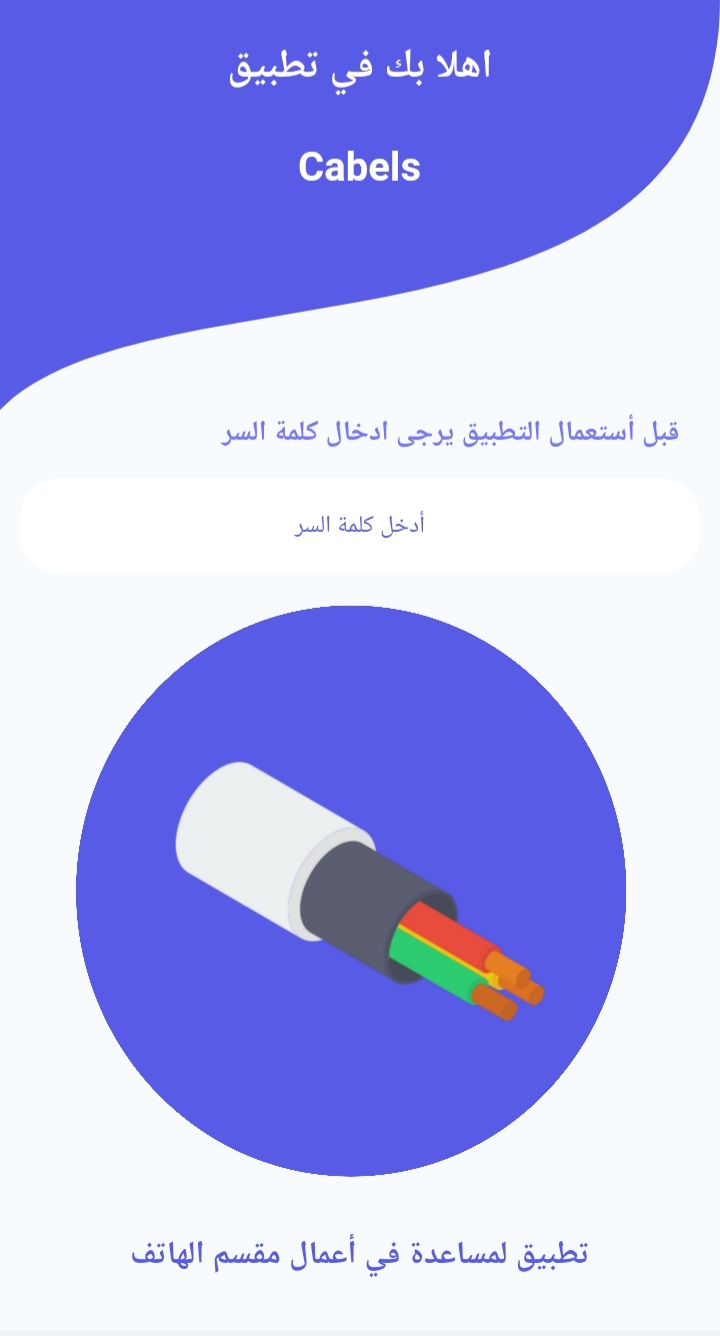 اهلا بك في تطبيق
Cabels
قبل أستعمال التطبيق يرجى ادخال كلمة السر
أدخل كلمة السر
تطبيق لمساعدة في أعمال مقسم الهاتف